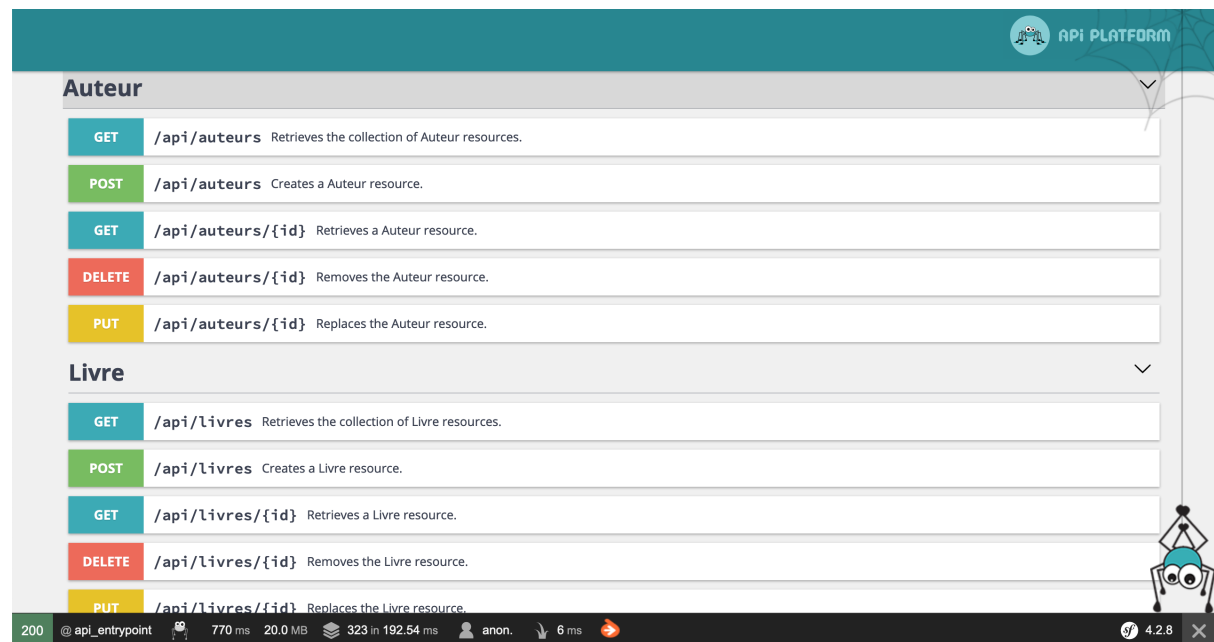 APi PLATFORM
Auteur
GET /api/auteurs Retrieves the collection of Auteur resources.
POST /api/auteurs Creates a Auteur resource.
GET /api/auteurs/{id} Retrieves a Auteur resource.
DELETE /api/auteurs/{id} Removes the Auteur resource.
PUT /api/auteurs/{id} Replaces the Auteur resource.
Livre
GET /api/livres Retrieves the collection of Livre resources.
POST /api/livres Creates a Livre resource.
GET /api/livres/{id} Retrieves a Livre resource.
DELETE /api/livres/{id} Removes the Livre resource.
PUT /api/livres/{id} Replaces the Livre resource.
200 @ api_entrypoint 770 ms 20.0 MB 323 in 192.54 ms anon. 6 ms sf 4.2.8